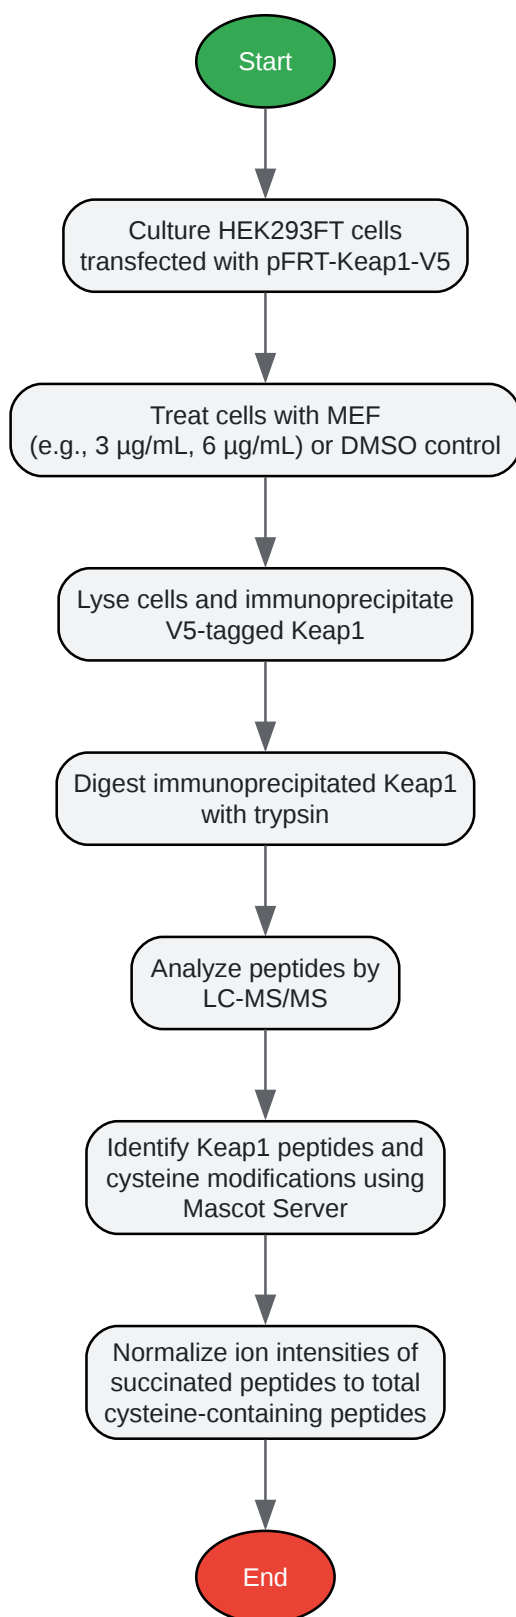 Start
Culture HEK293FT cells
transfected with pFRT-Keap1-V5
Treat cells with MEF
(e.g., 3 µg/mL, 6 µg/mL) or DMSO control
Lyse cells and immunoprecipitate
V5-tagged Keap1
Digest immunoprecipitated Keap1
with trypsin
Analyze peptides by
LC-MS/MS
Identify Keap1 peptides and
cysteine modifications using
Mascot Server
Normalize ion intensities of
succinated peptides to total
cysteine-containing peptides
End